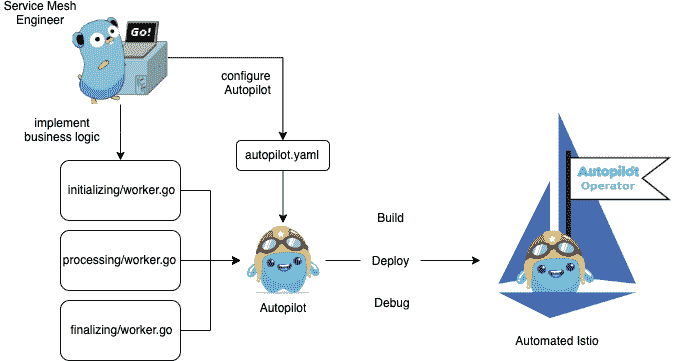 Service Mesh
Engineer
Go!
configure
Autopilot
implement
business logic
autopilot.yaml
initializing/worker.go
processing/worker.go
finalizing/worker.go
Autopilot
Build
Deploy
Debug
Autopilot
Operator
Automated Istio